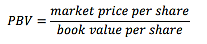 PBV = market price per share / book value per share